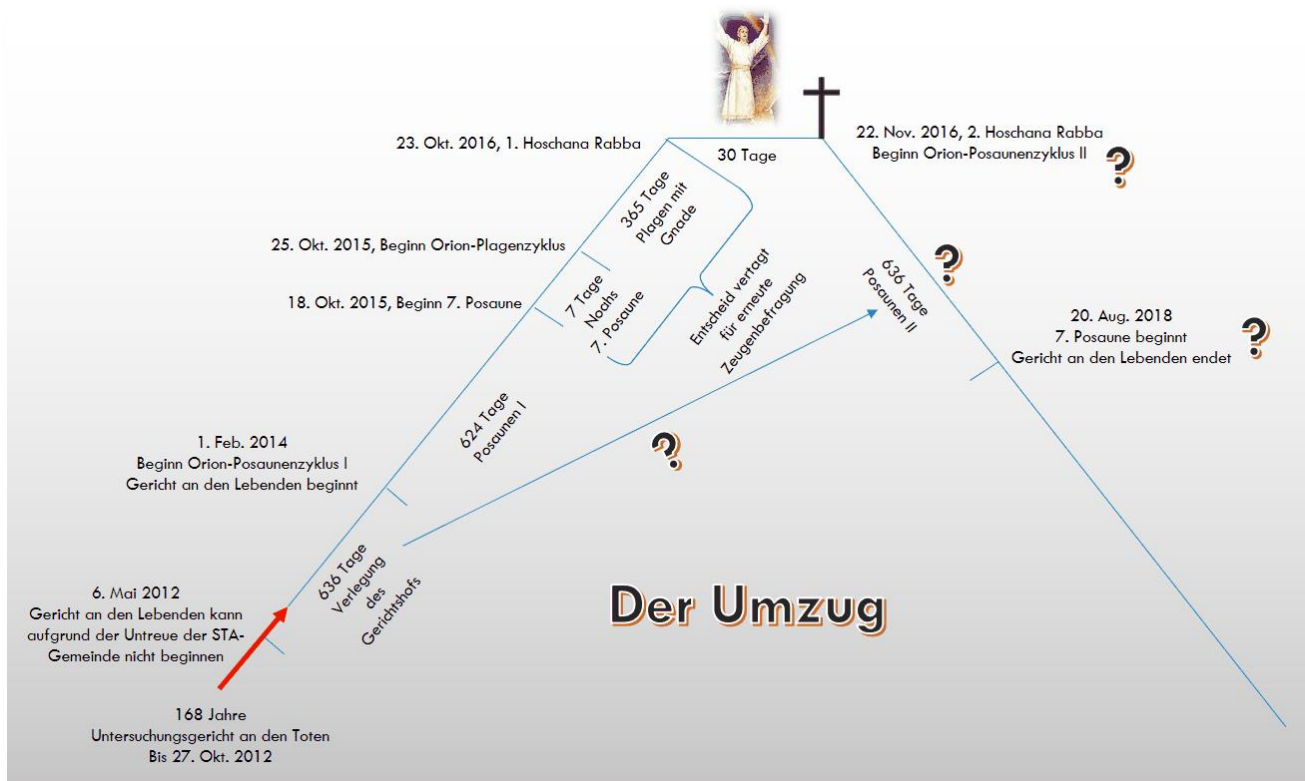 23. Okt. 2016, 1. Hoschana Rabba
30 Tage
22. Nov. 2016, 2. Hoschana Rabba
Beginn Orion-Posaunenzyklus II
?
365 Tage
Plagen mit
Gnade
25. Okt. 2015, Beginn Orion-Plagenzyklus
18. Okt. 2015, Beginn 7. Posaune
7 Tage
Noahs
7. Posaune
Entscheid vertagt
für erneute
Zeugenbefragung
636 Tage
Posaunen II
?
20. Aug. 2018
7. Posaune beginnt
Gericht an den Lebenden endet
?
624 Tage
Posaunen I
?
1. Feb. 2014
Beginn Orion-Posaunenzyklus I
Gericht an den Lebenden beginnt
636 Tage
Verlegung
des
Gerichtshofs
6. Mai 2012
Gericht an den Lebenden kann
aufgrund der Untreue der STA-
Gemeinde nicht beginnen
Der Umzug
168 Jahre
Untersuchungsgericht an den Toten
Bis 27. Okt. 2012